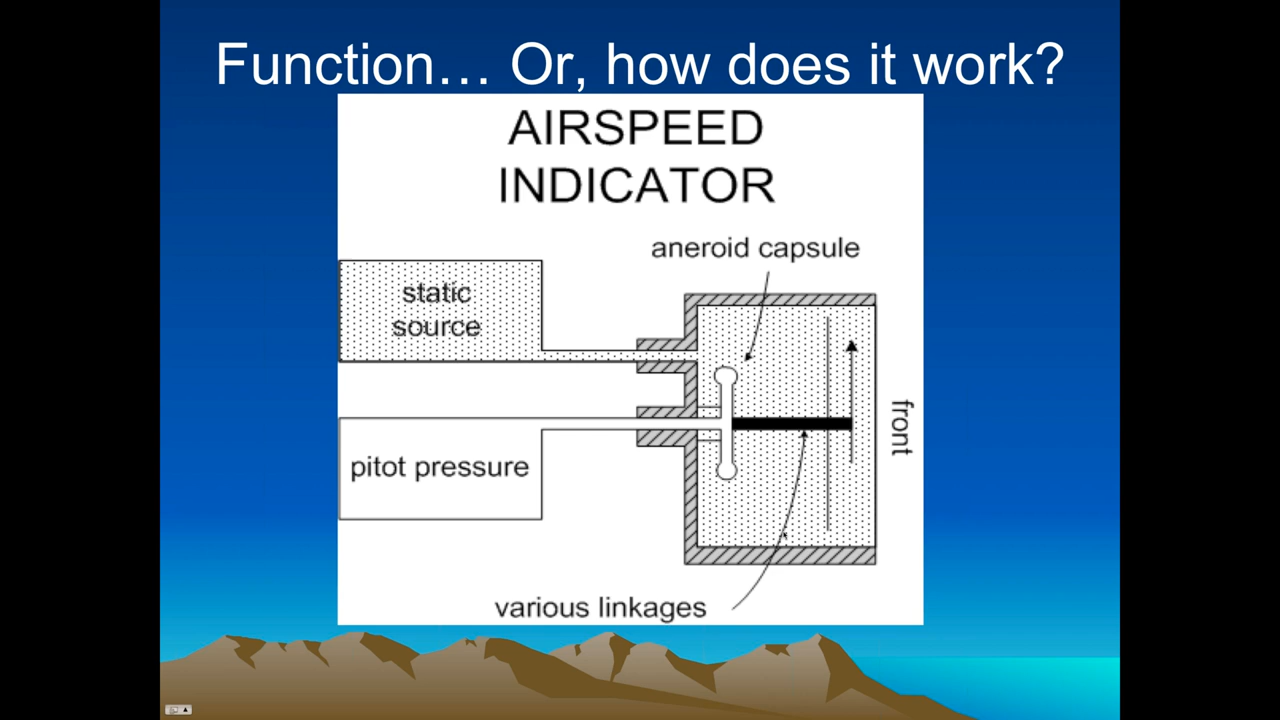 Function… Or, how does it work?
AIRSPEED
INDICATOR
aneroid capsule
static
source
front
pitot pressure
various linkages